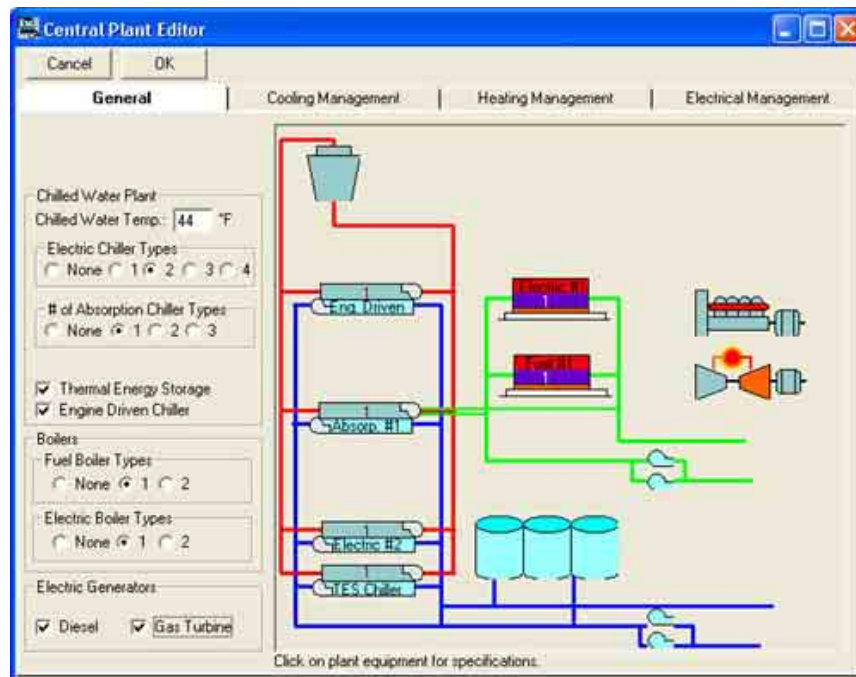 Central Plant Editor
Cancel OK
General Cooling Management Heating Management Electrical Management
Chilled Water Plant
Chilled Water Temp.: 44 °F
Electric Chiller Types
None 1 2 3 4
# of Absorption Chiller Types
None 1 2 3
Thermal Energy Storage
Engine Driven Chiller
Boilers
Fuel Boiler Types
None 1 2
Electric Boiler Types
None 1 2
Electric Generators
Diesel Gas Turbine
1
Eng. Driven
Electric #1
1
Fuel #1
1
1
Absorp. #1
1
Electric #2
1
TES Chiller
Click on plant equipment for specifications.